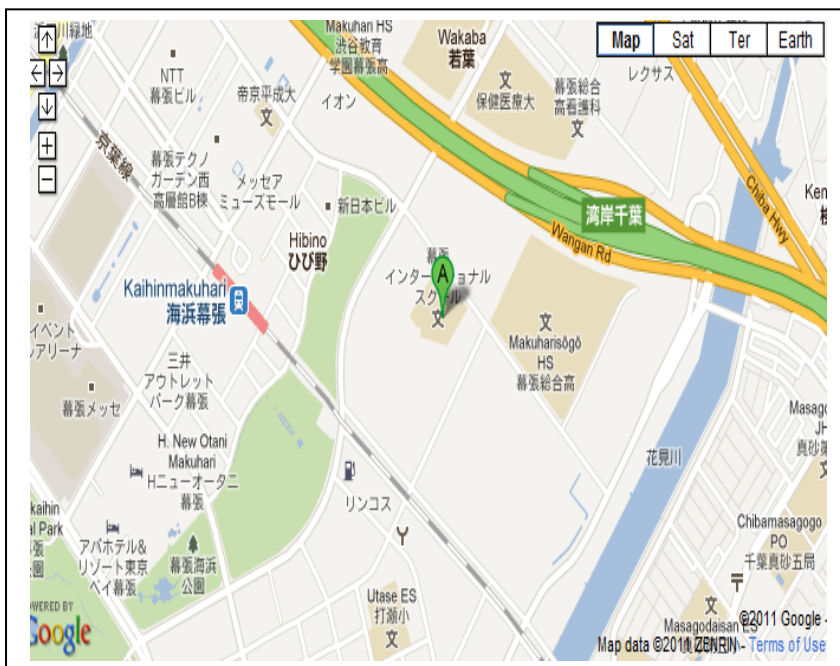 Makuhari HS
渋谷教育
学園幕張高
Wakaba
若葉
Map
Sat
Ter
Earth
レクサス
NTT
幕張ビル
帝京平成大
イオン
保健医療大
幕張総合
高看護科
京葉線
幕張テクノ
ガーデン西
高層館B棟
メッセ
ミューズモール
新日本ビル
Chiba Hwy
湾岸千葉
Wangan Rd
Hibino
ひび野
幕張
インターナショナル
スクール
A
Kaihinmakuhari
海浜幕張
イベント
三井
アウトレット
パーク幕張
幕張メッセ
Makuharisōgō
HS
幕張総合高
H. New Otani
Makuhari
Hニューオータニ
幕張
リンコス
花見川
アパホテル&
リゾート東京
ベイ幕張
幕張海浜
公園
Chibamasagogo
PO
千葉真砂五局
Utase ES
打瀬小
Masagodaisan ES
POWERED BY
Google
©2011 Google -
Map data ©2011 ZENRIN - Terms of Use